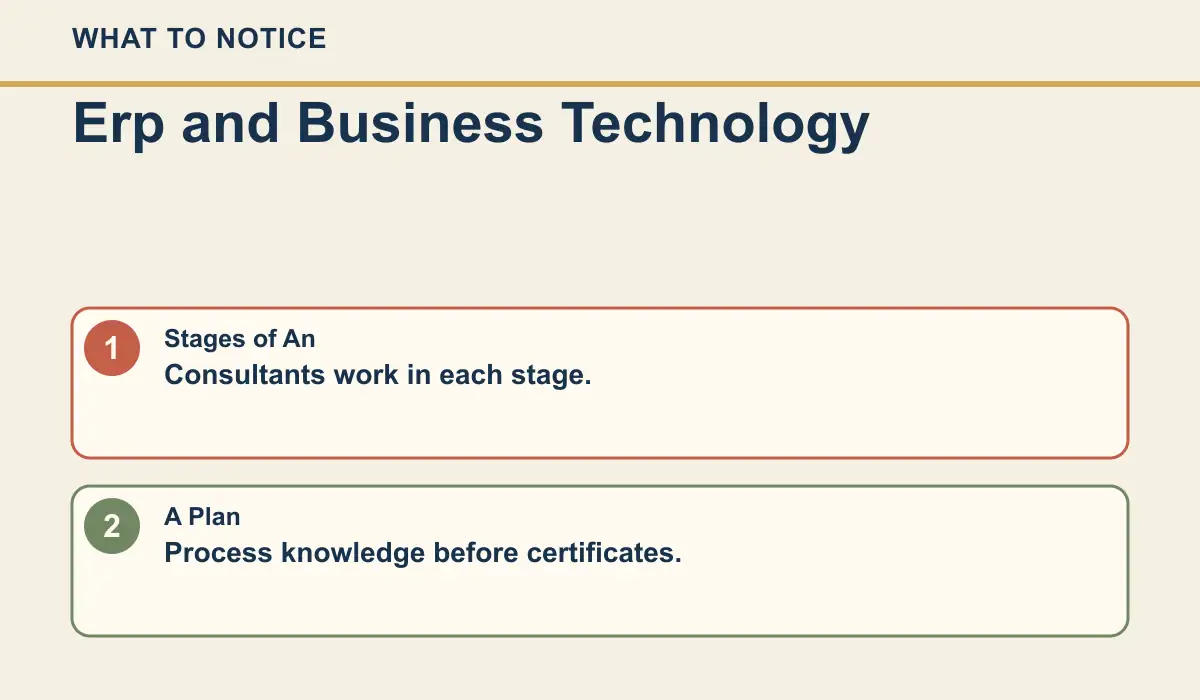 WHAT TO NOTICE
Erp and Business Technology
1
Stages of An
Consultants work in each stage.
2
A Plan
Process knowledge before certificates.